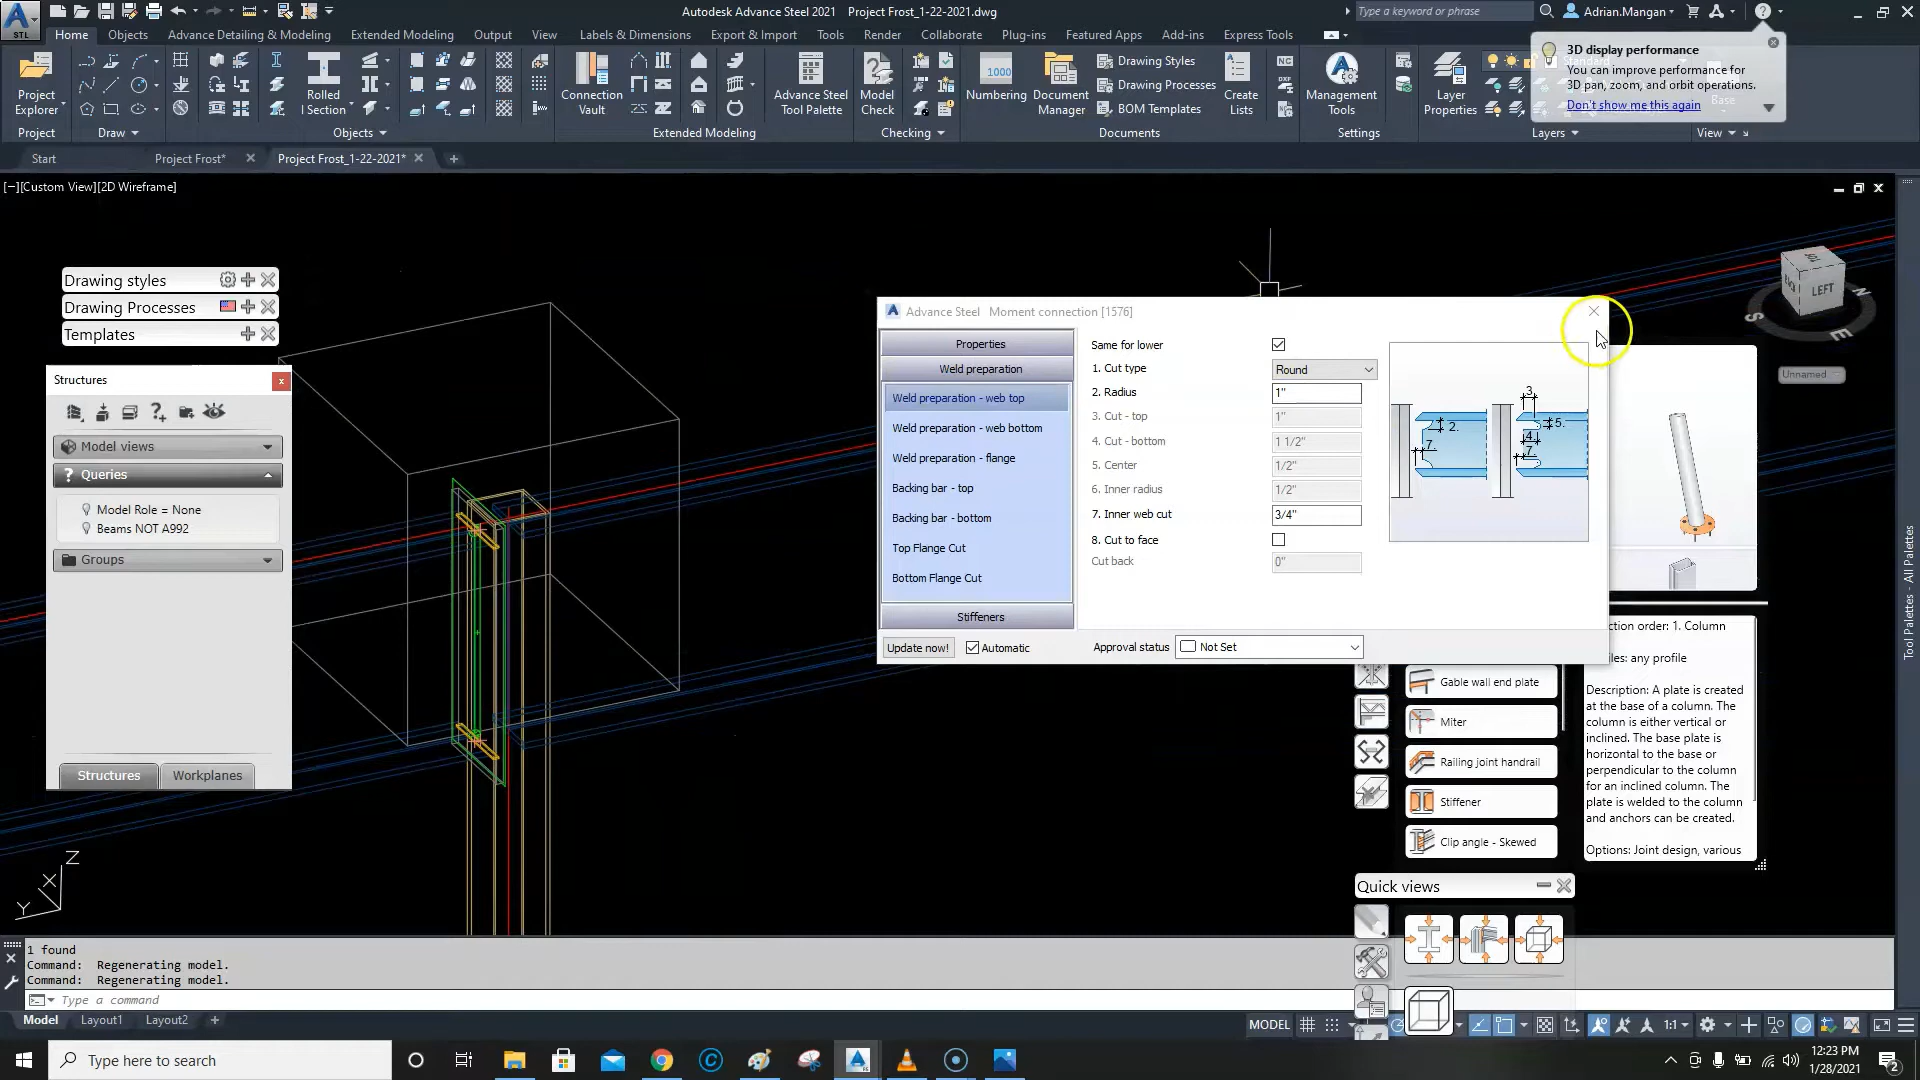 Autodesk Advance Steel 2021 Project Frost_1-22-2021.dwg
Type a keyword or phrase
Adrian.Mangan
STL
Home Objects Advance Detailing & Modeling Extended Modeling Output View Labels & Dimensions Export & Import Tools Render Collaborate Plug-ins Featured Apps Add-ins Express Tools
3D display performance
You can improve performance for
3D pan, zoom, and orbit operations.
Don't show me this again
Project
Explorer
Rolled
I Section
Connection
Vault
Advance Steel
Tool Palette
Model
Check
1000
Numbering
Document
Manager
Drawing Styles
Drawing Processes
BOM Templates
NC
DXF
Create
Lists
Management
Tools
Layer
Properties
Standard
Base
Project Draw Objects Extended Modeling Checking Documents Settings Layers View
Start Project Frost* Project Frost_1-22-2021*
[−][Custom View][2D Wireframe]
Drawing styles
Drawing Processes
Templates
Structures
Model views
? Queries
Model Role = None
Beams NOT A992
Groups
Structures Workplanes
Advance Steel Moment connection [1576]
Properties
Weld preparation
Weld preparation - web top
Weld preparation - web bottom
Weld preparation - flange
Backing bar - top
Backing bar - bottom
Top Flange Cut
Bottom Flange Cut
Stiffeners
Same for lower
1. Cut type Round
2. Radius 1"
3. Cut - top 1"
4. Cut - bottom 1 1/2"
5. Center 1/2"
6. Inner radius 1/2"
7. Inner web cut 3/4"
8. Cut to face
Cut back 0"
3.
2.
5.
4.
7.
7.
Update now! Automatic Approval status Not Set
LEFT
S
E
N
Unnamed
Tool Palettes - All Palettes
Gable wall end plate
Miter
Railing joint handrail
Stiffener
Clip angle - Skewed
ction order: 1. Column
iles: any profile
Description: A plate is created
at the base of a column. The
column is either vertical or
inclined. The base plate is
horizontal to the base or
perpendicular to the column
for an inclined column. The
plate is welded to the column
and anchors can be created.
Options: Joint design, various
Quick views
Z
X
Y
1 found
Command: Regenerating model.
Command: Regenerating model.
Type a command
Model Layout1 Layout2 +
MODEL
1:1
Type here to search
12:23 PM
1/28/2021
2